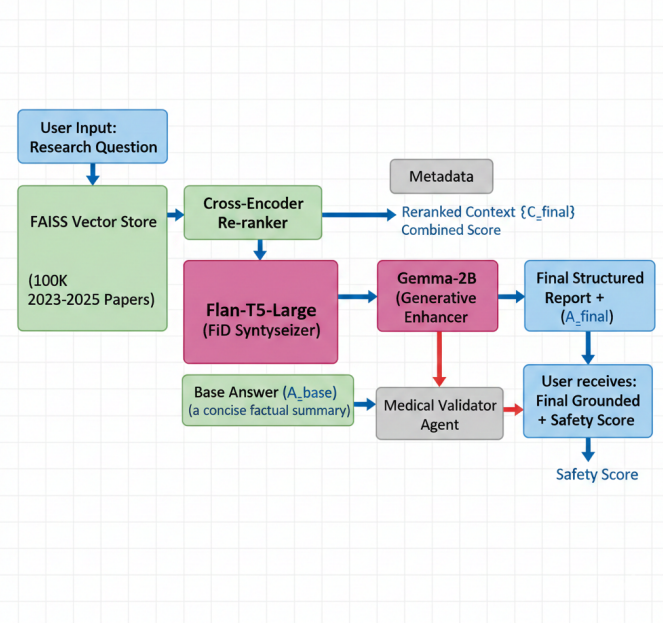 User Input:
Research Question
Metadata
FAISS Vector Store
(100K
2023-2025 Papers)
Cross-Encoder
Re-ranker
Reranked Context {C_final}
Combined Score
Flan-T5-Large
(FiD Syntyseizer)
Gemma-2B
(Generative
Enhancer
Final Structured
Report +
(A_final)
Base Answer (A_base)
(a concise factual summary)
Medical Validator
Agent
User receives:
Final Grounded
+ Safety Score
Safety Score